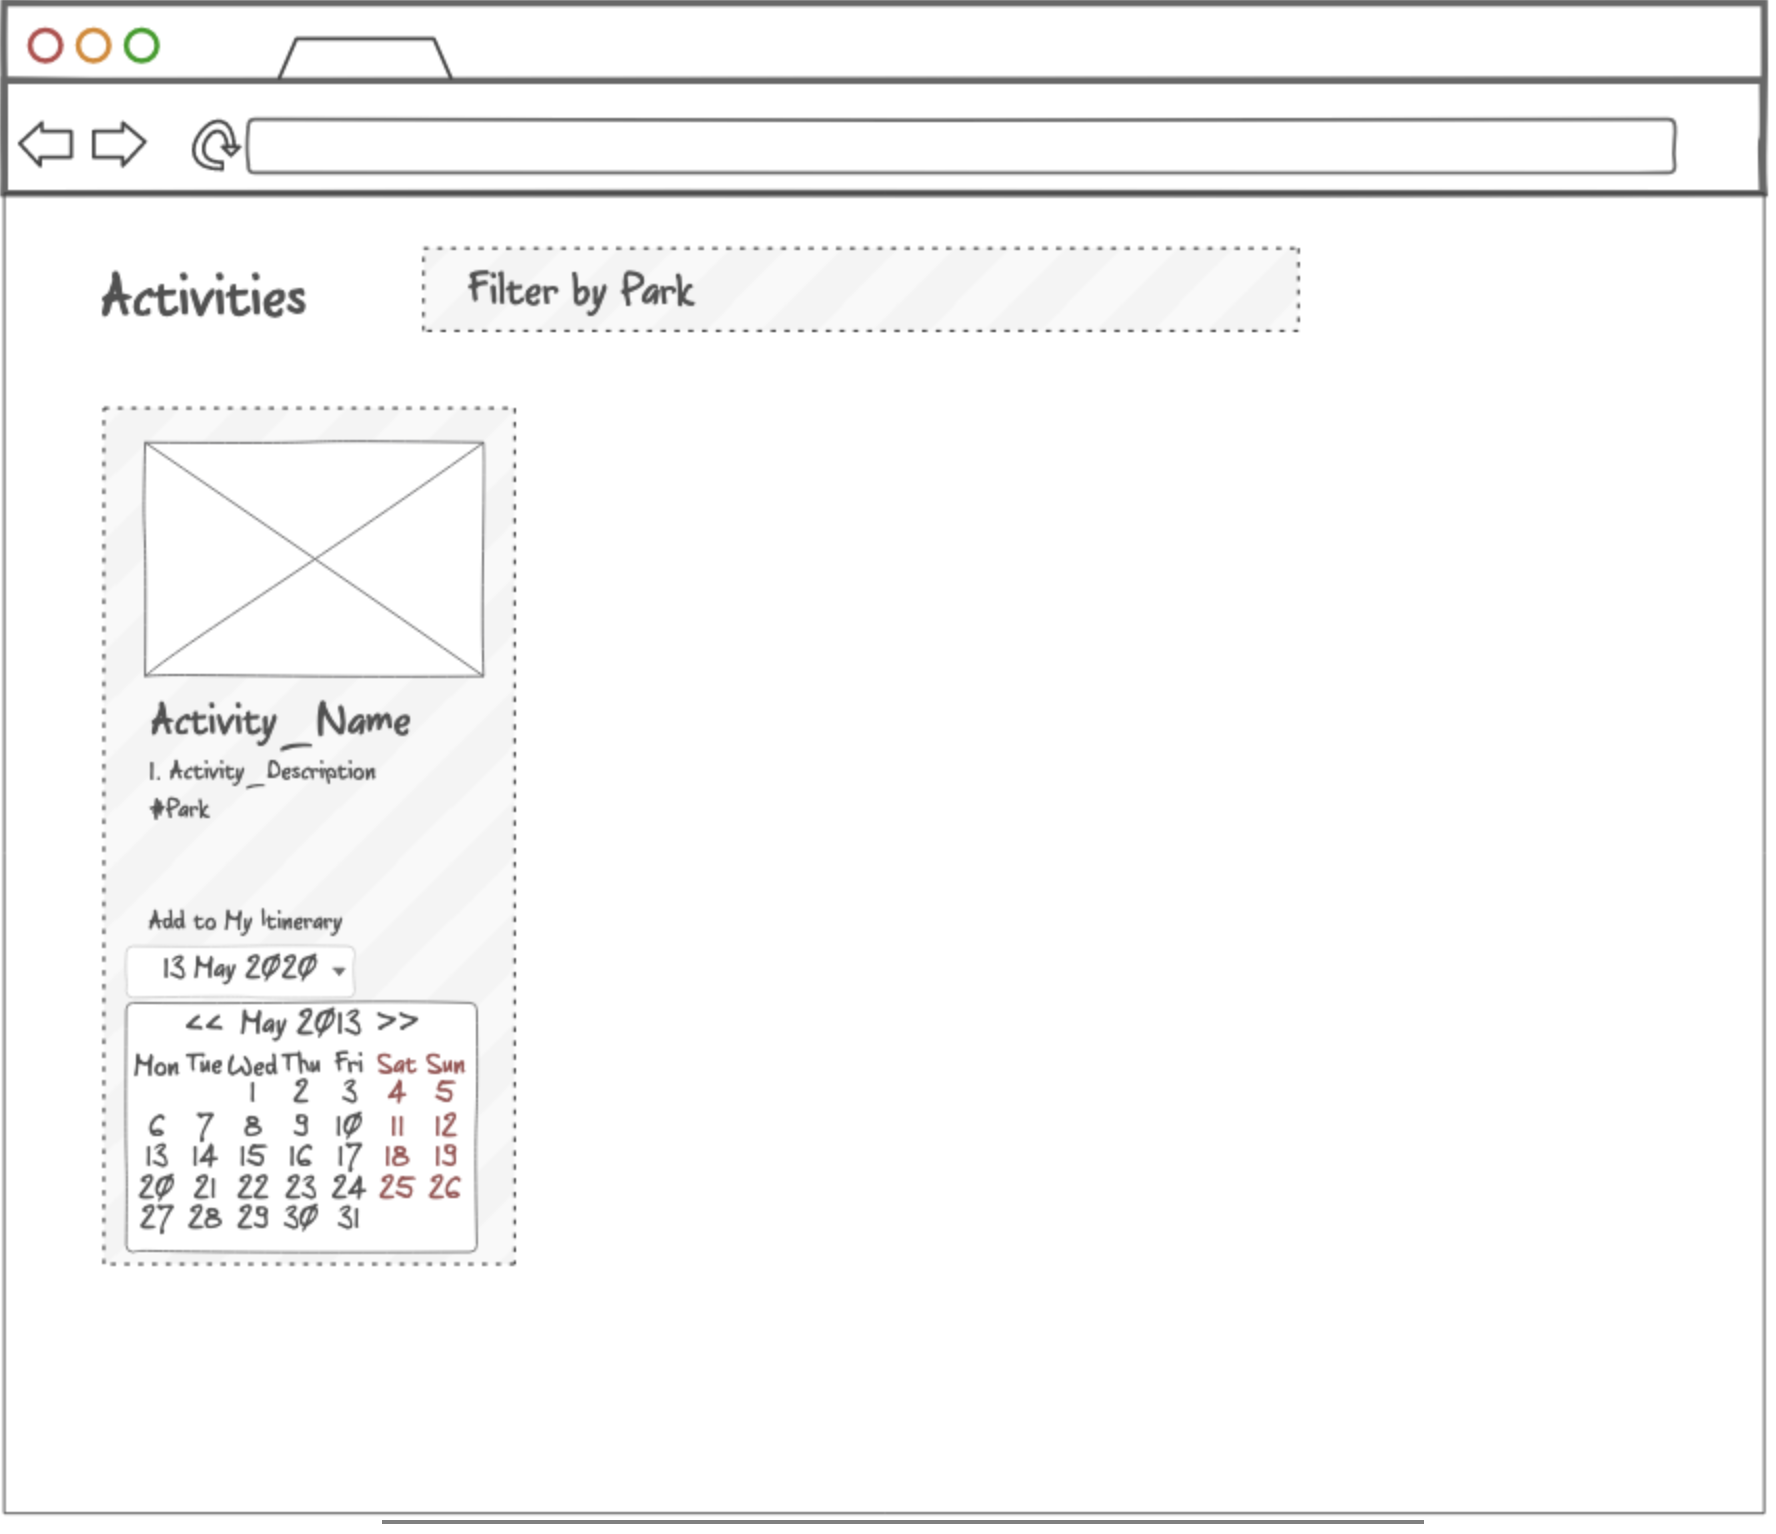 Activities
Filter by Park
Activity_Name
1. Activity_Description
#Park
Add to My Itinerary
13 May 2020
<< May 2013 >>
Mon Tue Wed Thu Fri Sat Sun
1 2 3 4 5
6 7 8 9 10 11 12
13 14 15 16 17 18 19
20 21 22 23 24 25 26
27 28 29 30 31